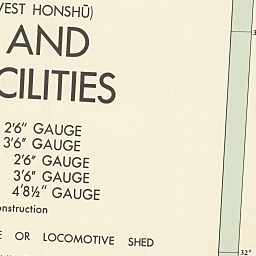 WEST HONSHŪ)
AND
CILITIES
2'6" GAUGE
3'6" GAUGE
2'6" GAUGE
3'6" GAUGE
4'8½" GAUGE
onstruction
OR LOCOMOTIVE SHED
32°